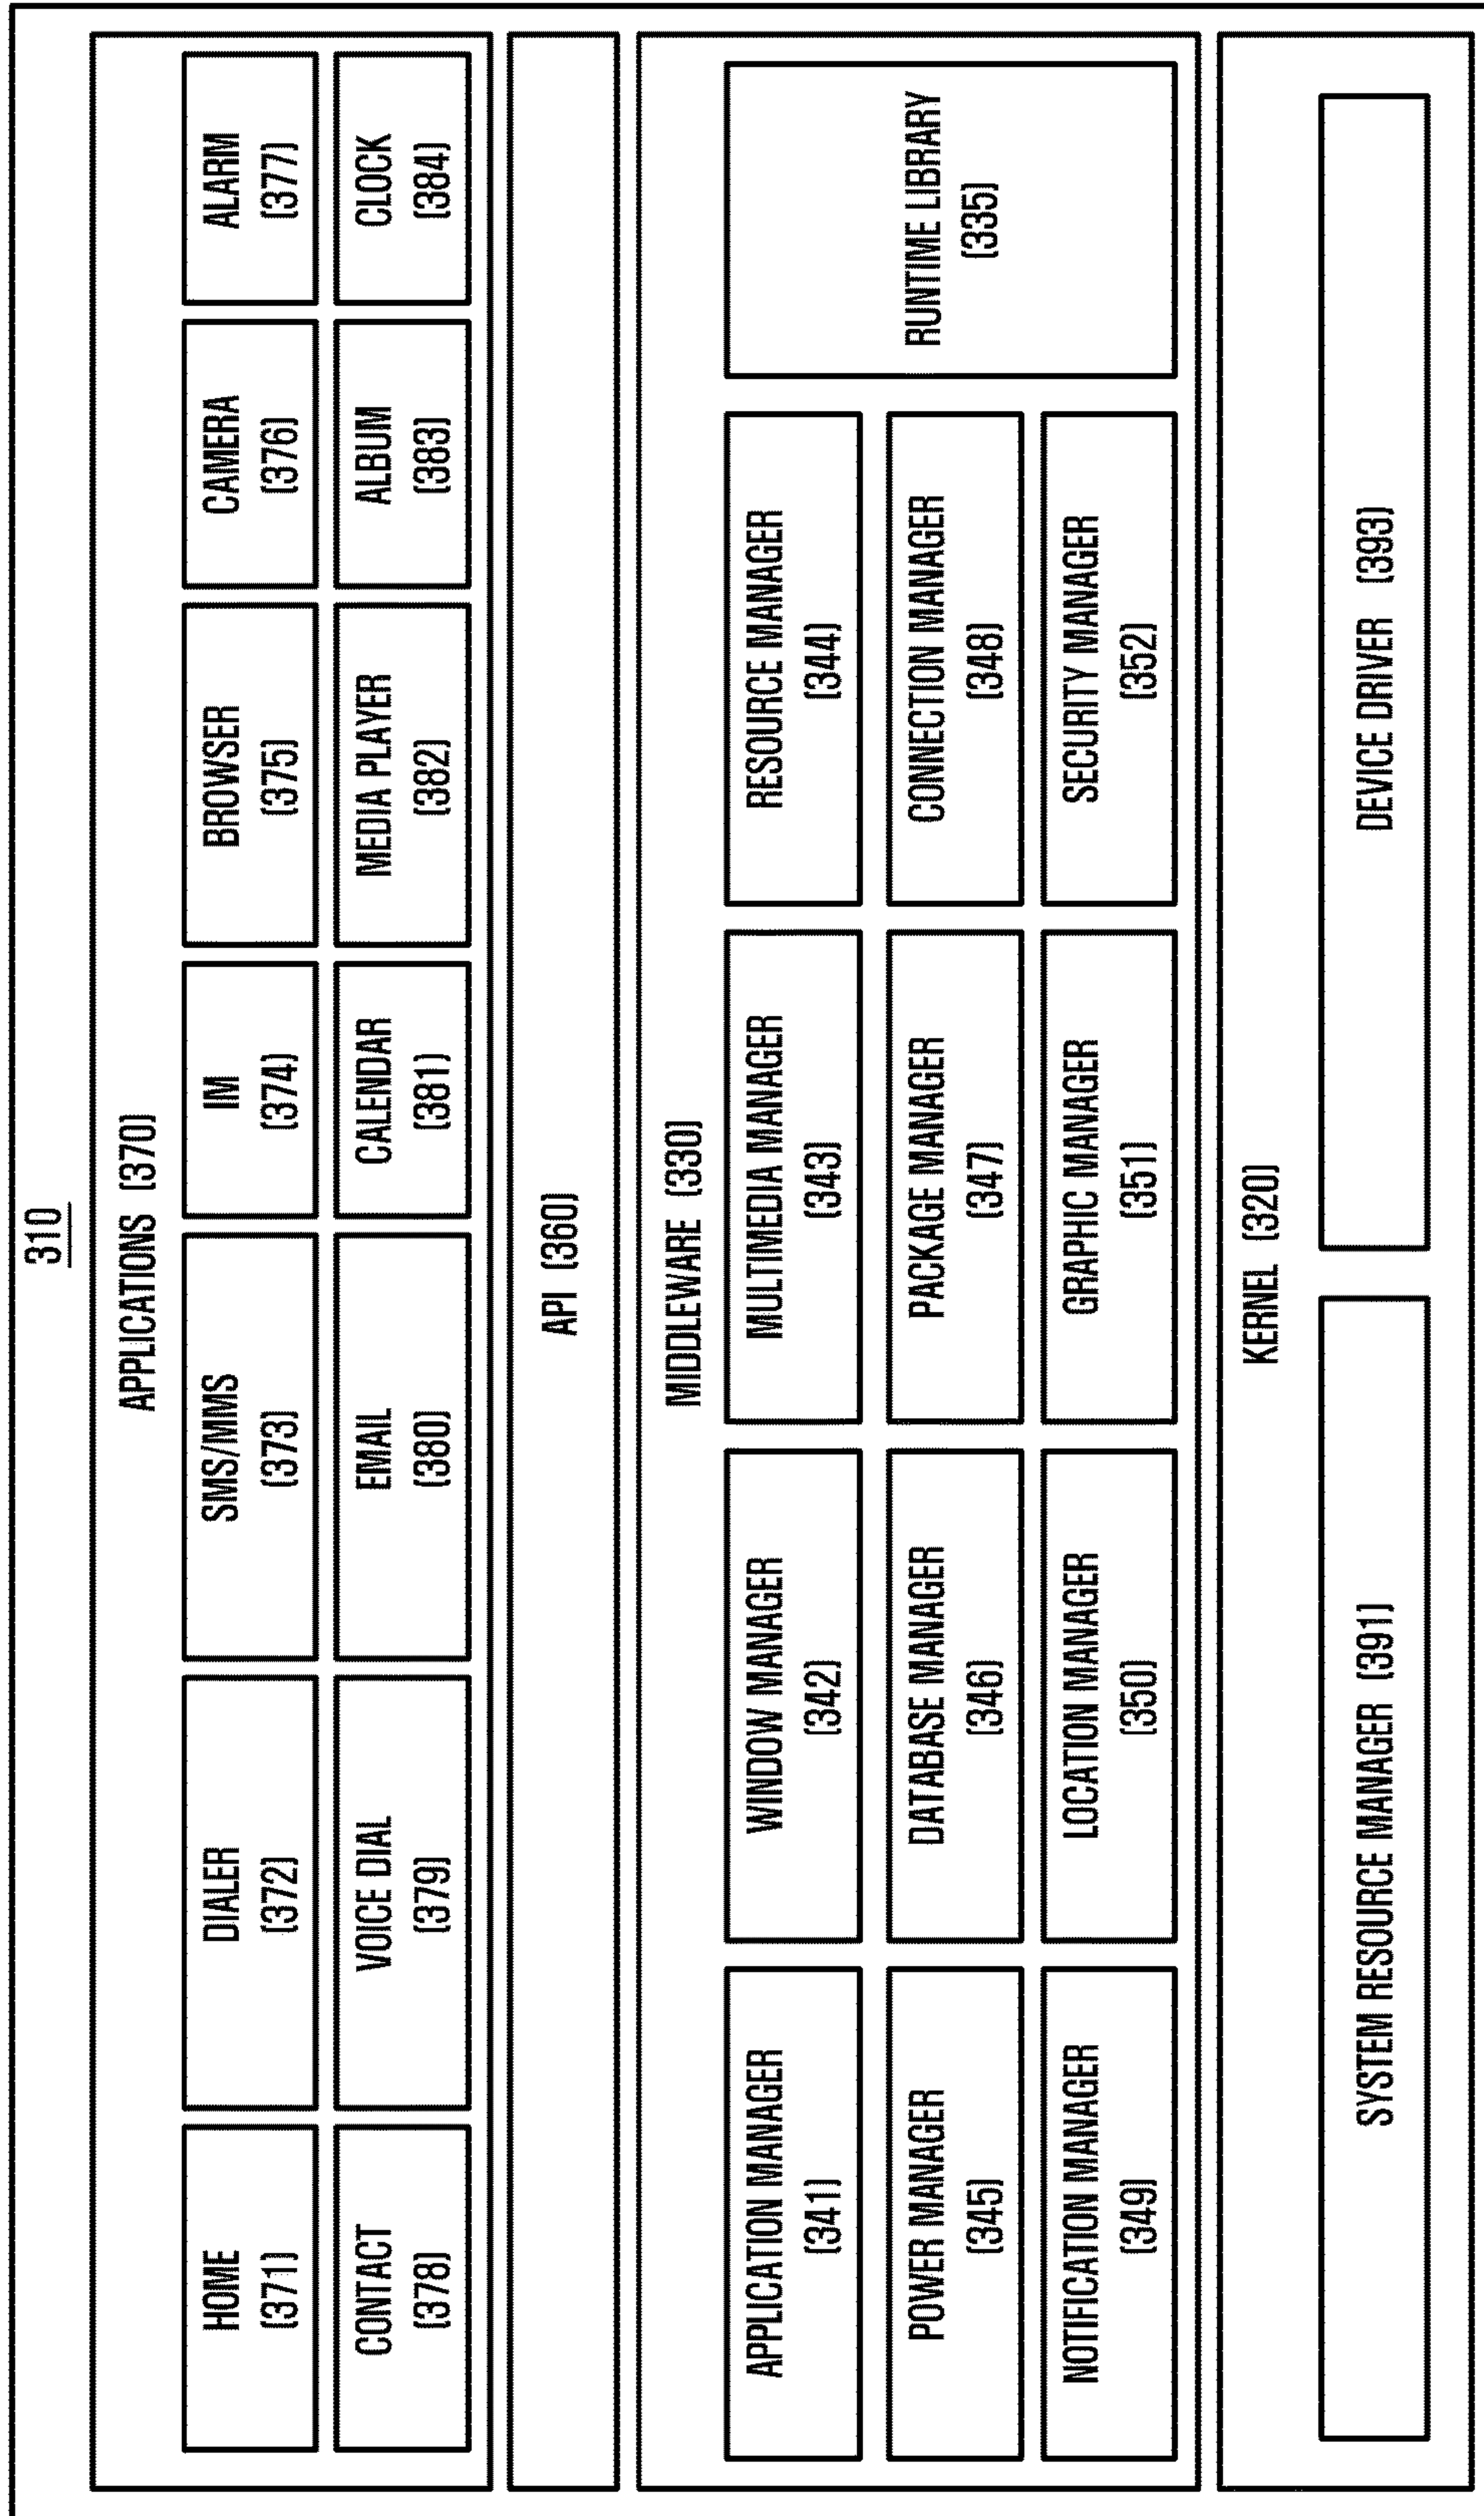 310
APPLICATIONS (370)
HOME
(371)
DIALER
(372)
SMS/MMS
(373)
IM
(374)
BROWSER
(375)
CAMERA
(376)
ALARM
(377)
CONTACT
(378)
VOICE DIAL
(379)
EMAIL
(380)
CALENDAR
(381)
MEDIA PLAYER
(382)
ALBUM
(383)
CLOCK
(384)
API (360)
MIDDLEWARE (330)
APPLICATION MANAGER
(341)
WINDOW MANAGER
(342)
MULTIMEDIA MANAGER
(343)
RESOURCE MANAGER
(344)
POWER MANAGER
(345)
DATABASE MANAGER
(346)
PACKAGE MANAGER
(347)
CONNECTION MANAGER
(348)
NOTIFICATION MANAGER
(349)
LOCATION MANAGER
(350)
GRAPHIC MANAGER
(351)
SECURITY MANAGER
(352)
RUNTIME LIBRARY
(335)
KERNEL (320)
SYSTEM RESOURCE MANAGER (391)
DEVICE DRIVER (393)